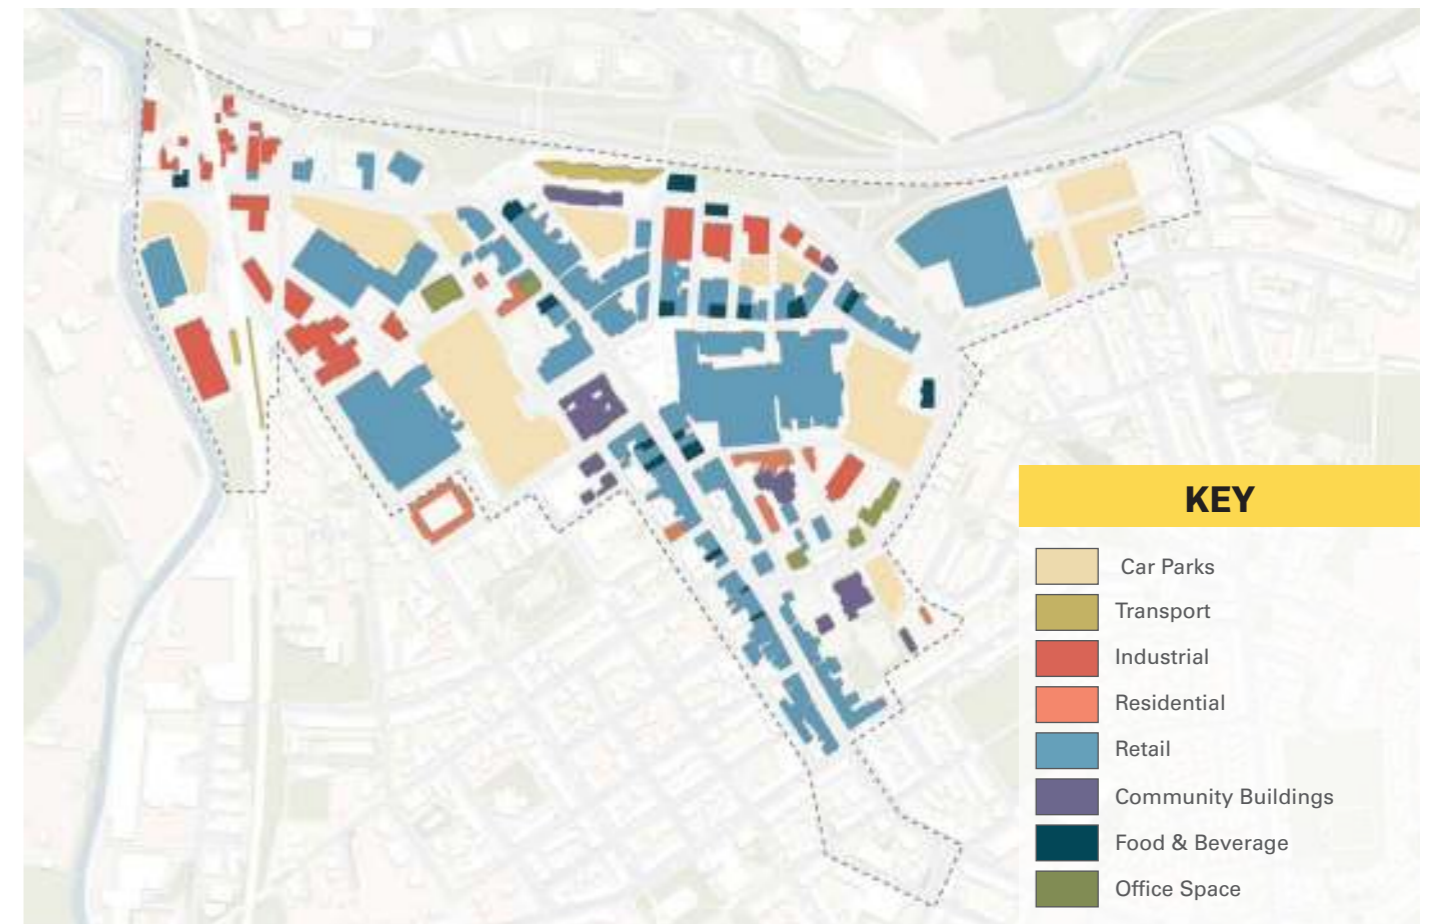 KEY
Car Parks
Transport
Industrial
Residential
Retail
Community Buildings
Food & Beverage
Office Space